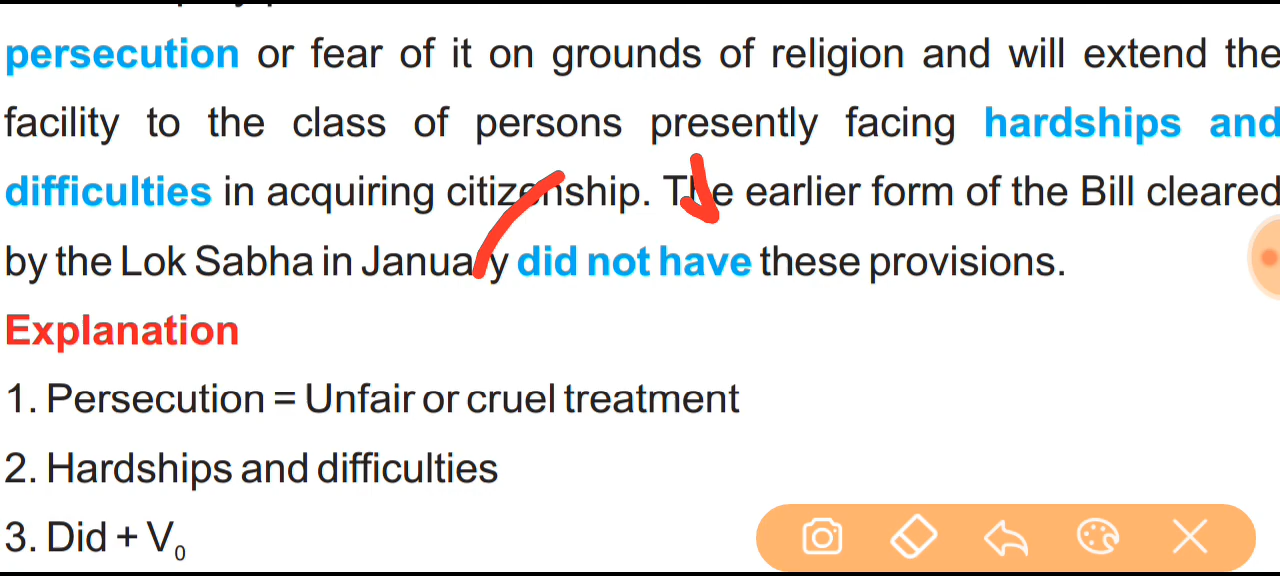 persecution or fear of it on grounds of religion and will extend the
facility to the class of persons presently facing hardships and
difficulties in acquiring citizenship. The earlier form of the Bill cleared
by the Lok Sabha in January did not have these provisions.
Explanation
1. Persecution = Unfair or cruel treatment
2. Hardships and difficulties
3. Did + V₀